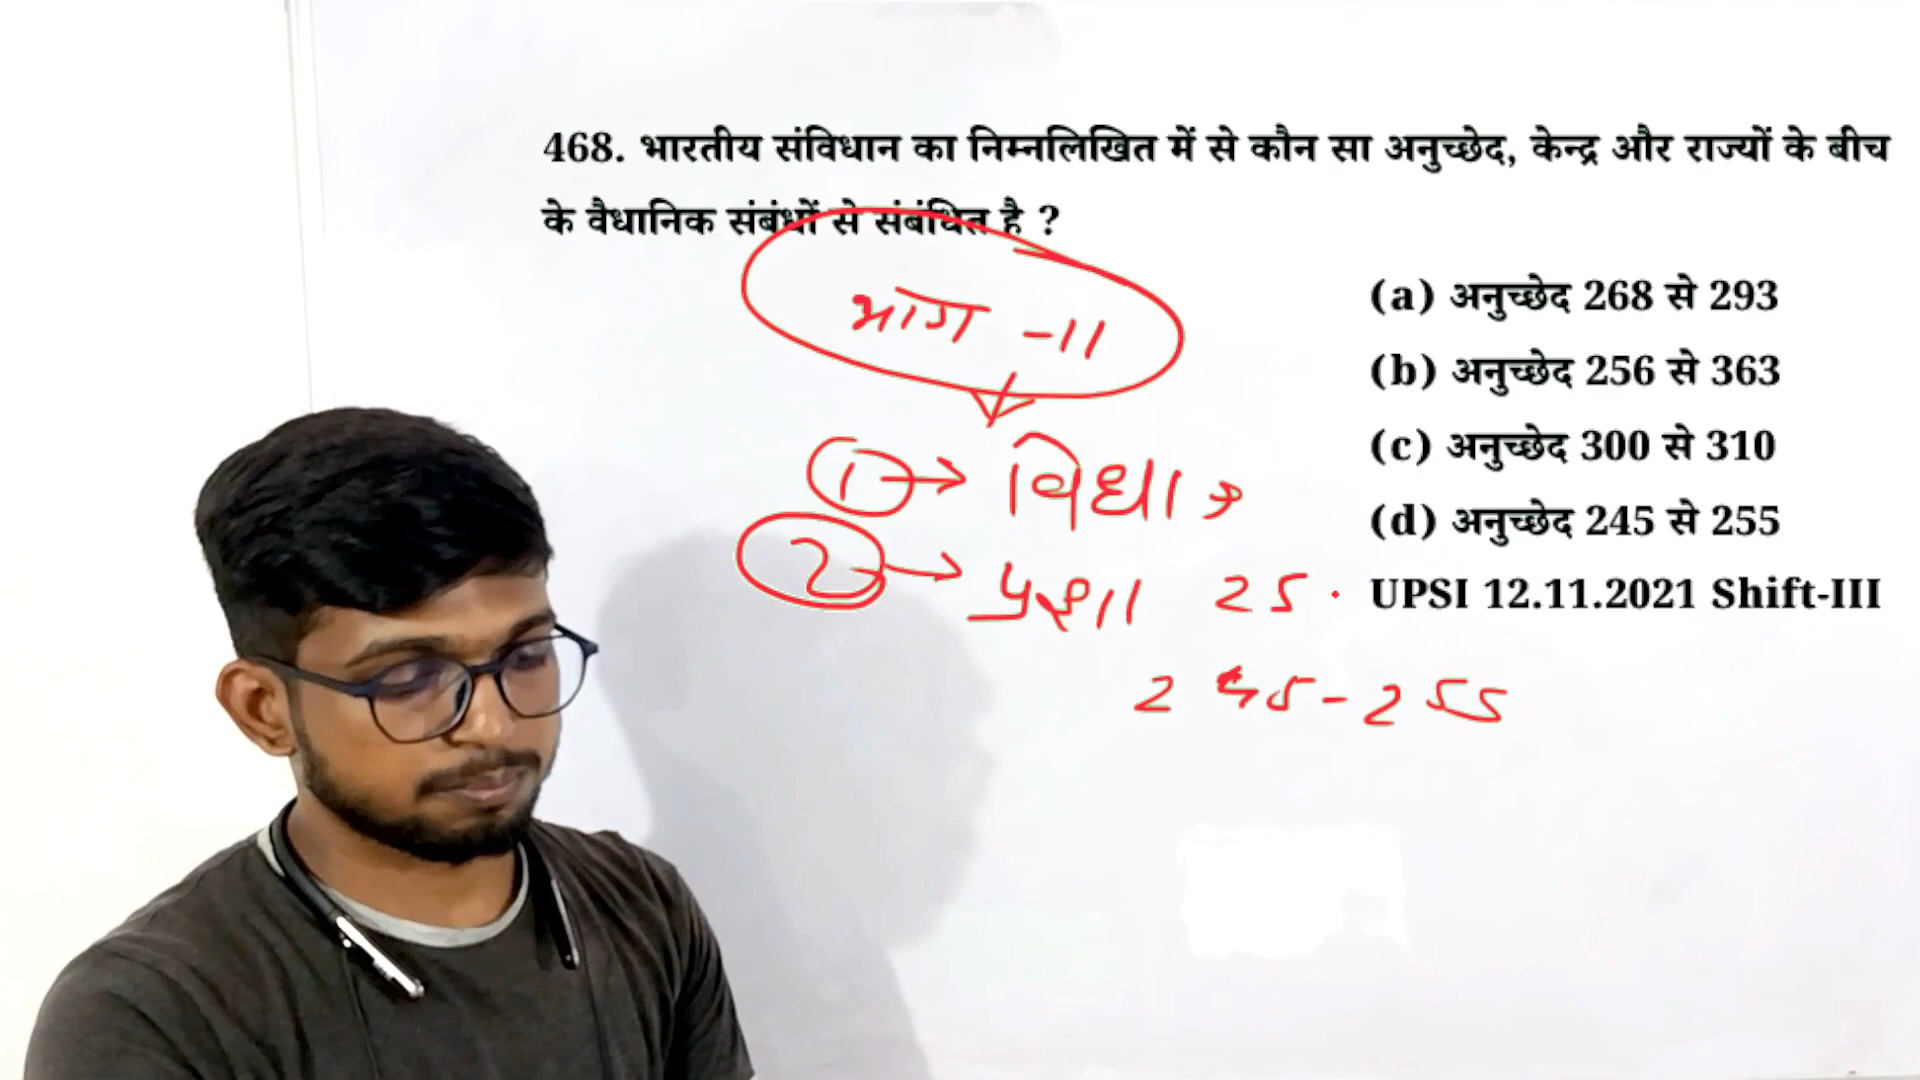 468. भारतीय संविधान का निम्नलिखित में से कौन सा अनुच्छेद, केन्द्र और राज्यों के बीच
के वैधानिक संबंधों से संबंधित है ?
(a) अनुच्छेद 268 से 293
(b) अनुच्छेद 256 से 363
(c) अनुच्छेद 300 से 310
(d) अनुच्छेद 245 से 255
UPSI 12.11.2021 Shift-III
भाग - 11
1 → विधा
2 → प्रशा 25
245-255